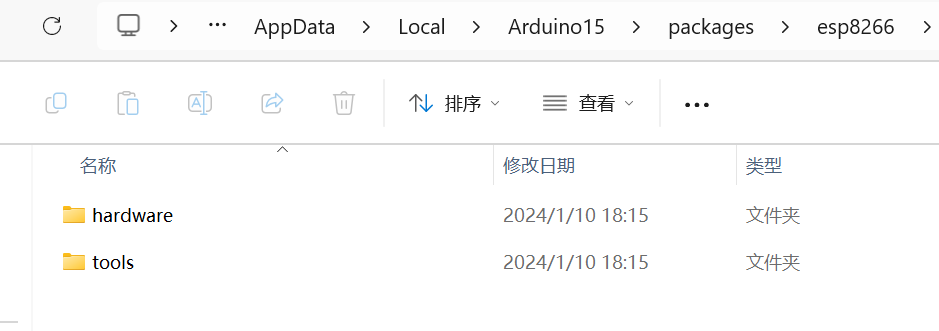 ··· AppData > Local > Arduino15 > packages > esp8266 >
排序 查看 ···
名称 修改日期 类型
hardware 2024/1/10 18:15 文件夹
tools 2024/1/10 18:15 文件夹